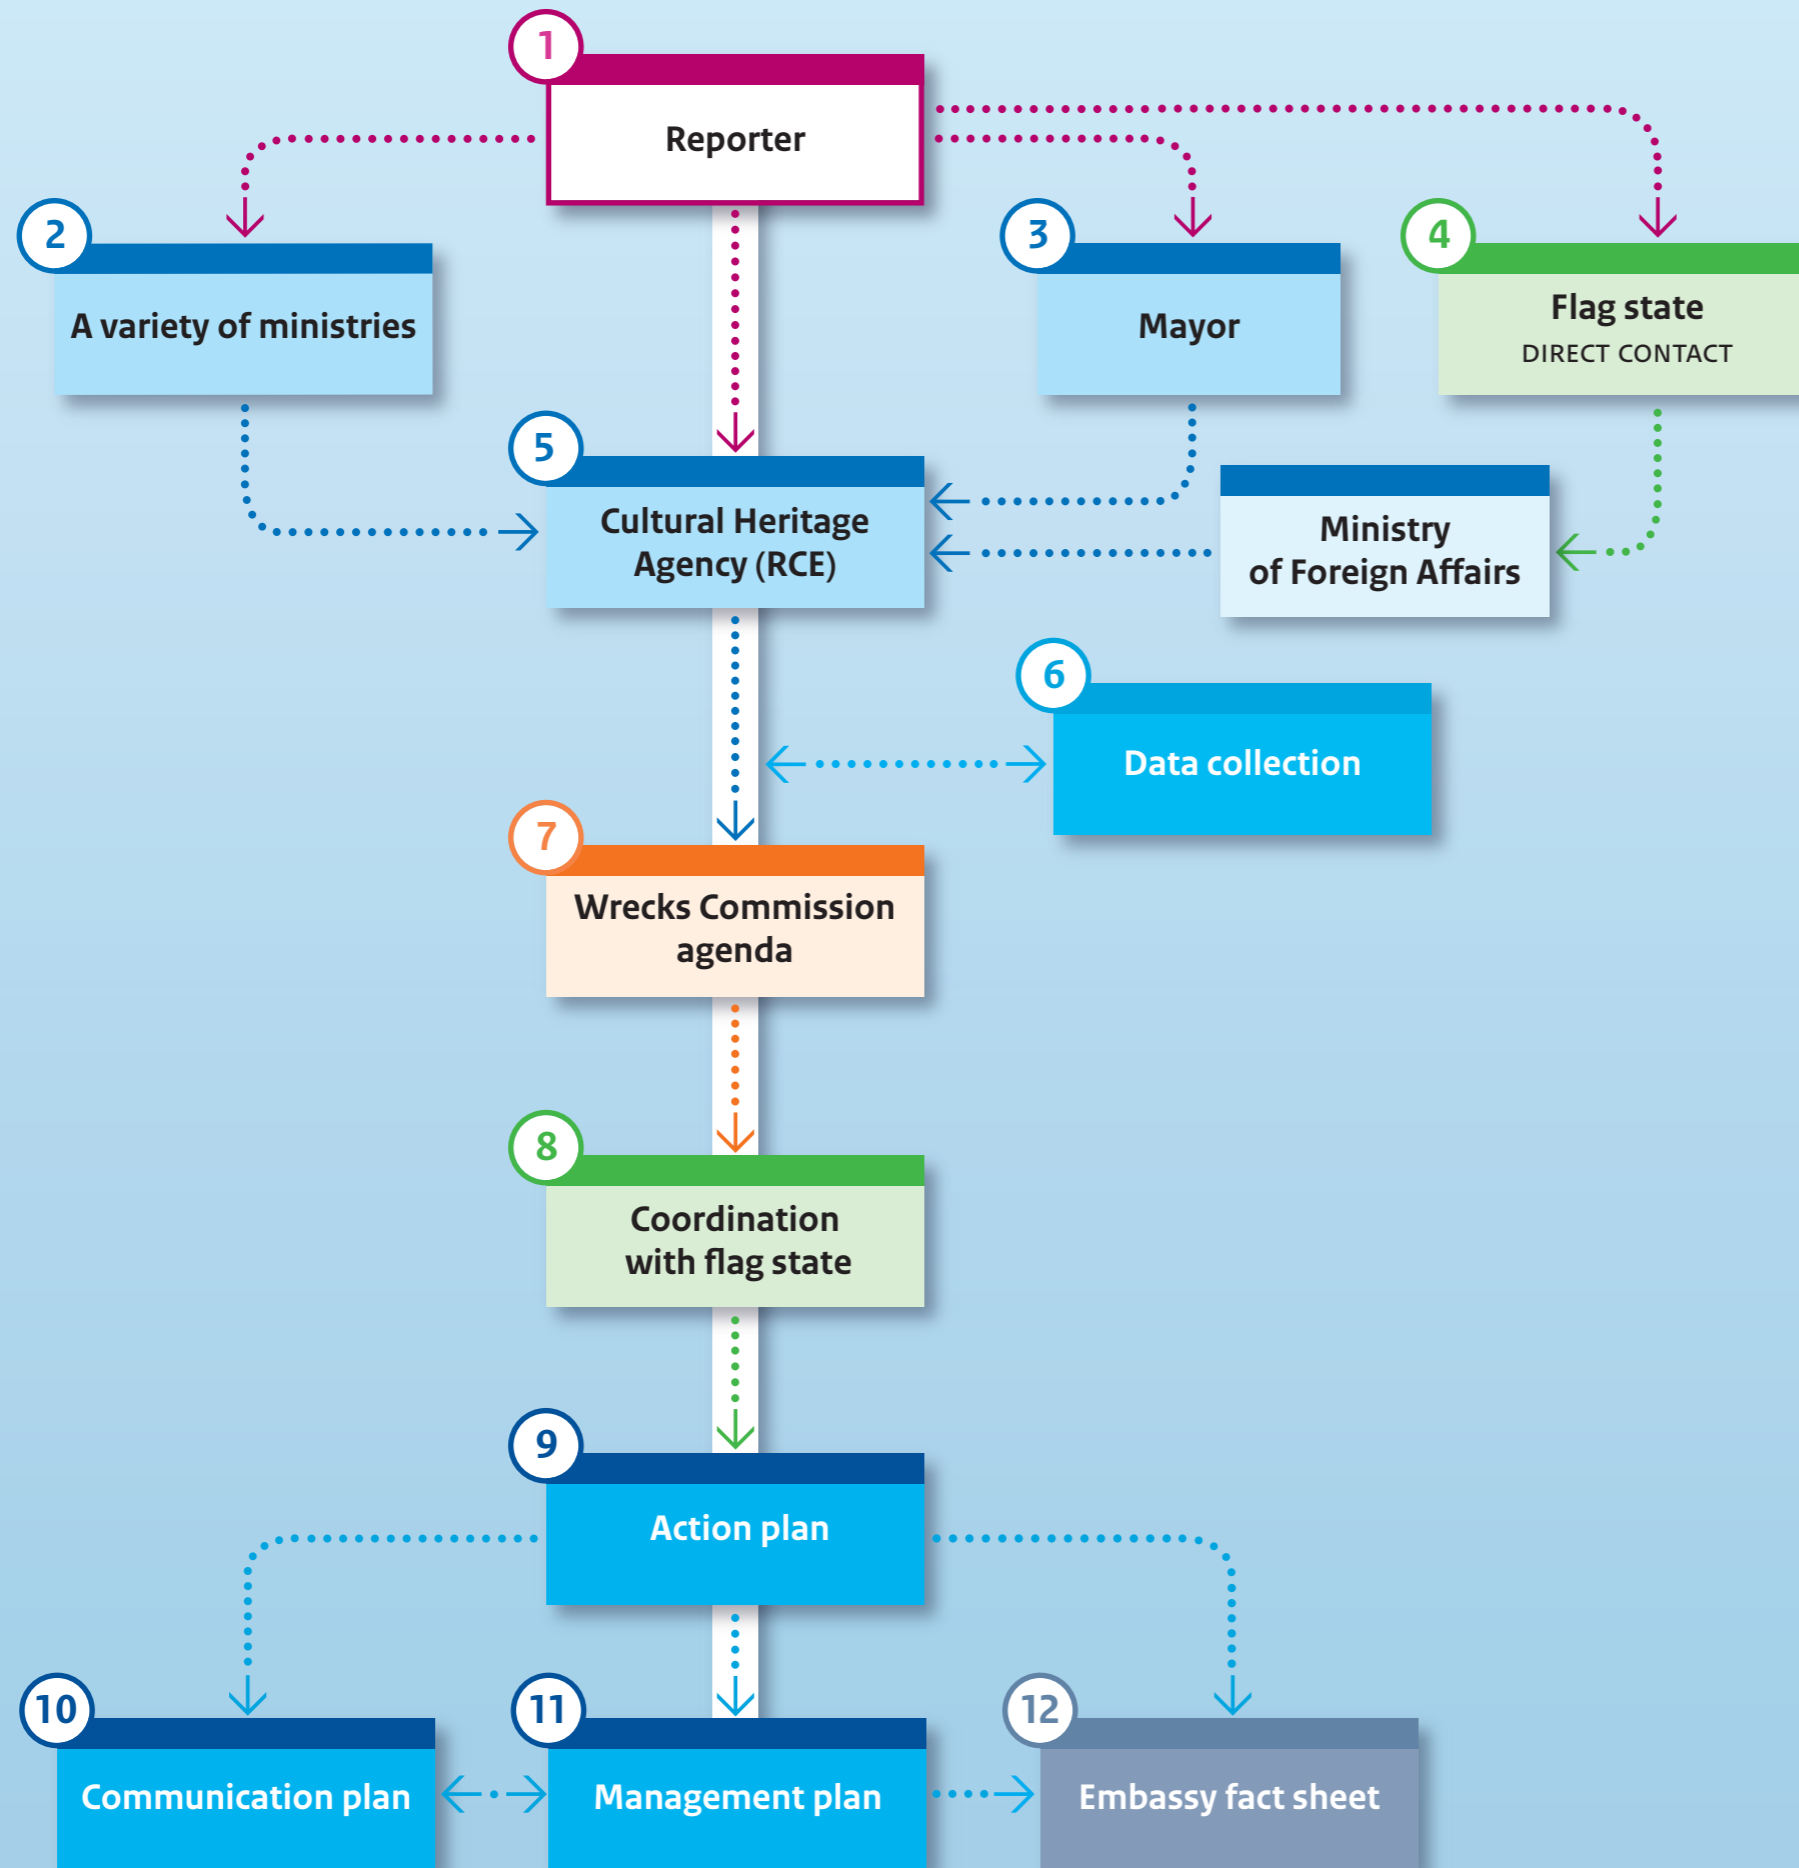 1
Reporter
2
A variety of ministries
3
Mayor
4
Flag state
DIRECT CONTACT
5
Cultural Heritage
Agency (RCE)
Ministry
of Foreign Affairs
6
Data collection
7
Wrecks Commission
agenda
8
Coordination
with flag state
9
Action plan
10
Communication plan
11
Management plan
12
Embassy fact sheet